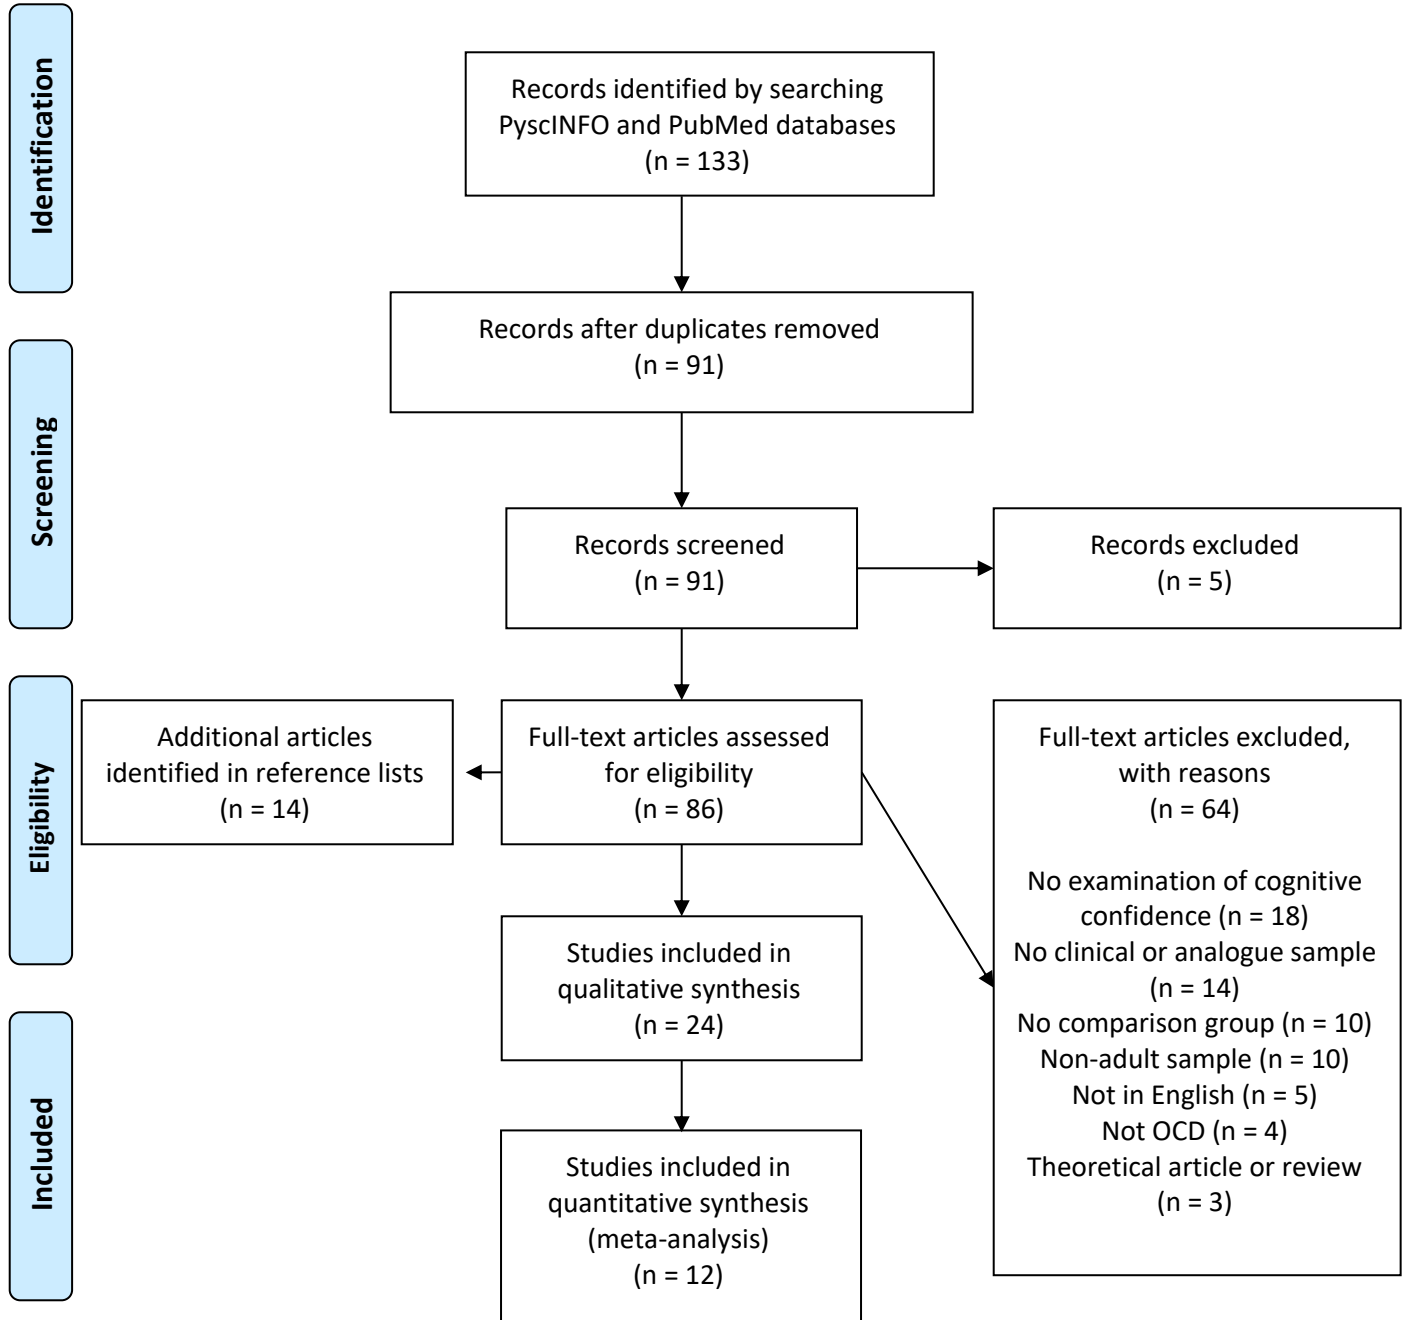 Identification
Records identified by searching
PyscINFO and PubMed databases
(n = 133)
Records after duplicates removed
(n = 91)
Screening
Records screened
(n = 91)
Records excluded
(n = 5)
Eligibility
Additional articles
identified in reference lists
(n = 14)
Full-text articles assessed
for eligibility
(n = 86)
Full-text articles excluded,
with reasons
(n = 64)
No examination of cognitive
confidence (n = 18)
No clinical or analogue sample
(n = 14)
No comparison group (n = 10)
Non-adult sample (n = 10)
Not in English (n = 5)
Not OCD (n = 4)
Theoretical article or review
(n = 3)
Studies included in
qualitative synthesis
(n = 24)
Included
Studies included in
quantitative synthesis
(meta-analysis)
(n = 12)